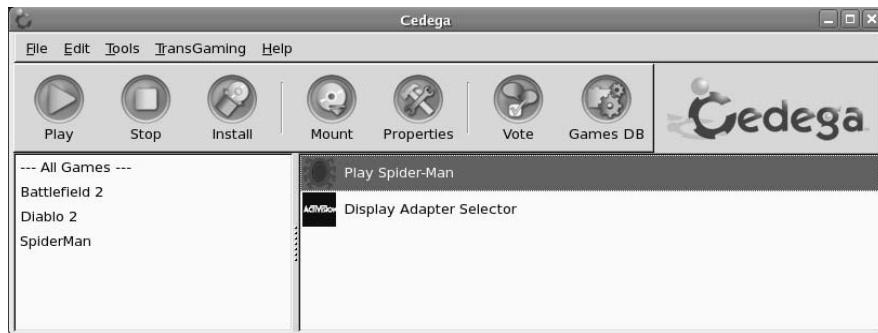 Cedega
File Edit Tools TransGaming Help
Play Stop Install Mount Properties Vote Games DB
Cedega
--- All Games ---
Battlefield 2
Diablo 2
SpiderMan
Play Spider-Man
ACTIVISION Display Adapter Selector